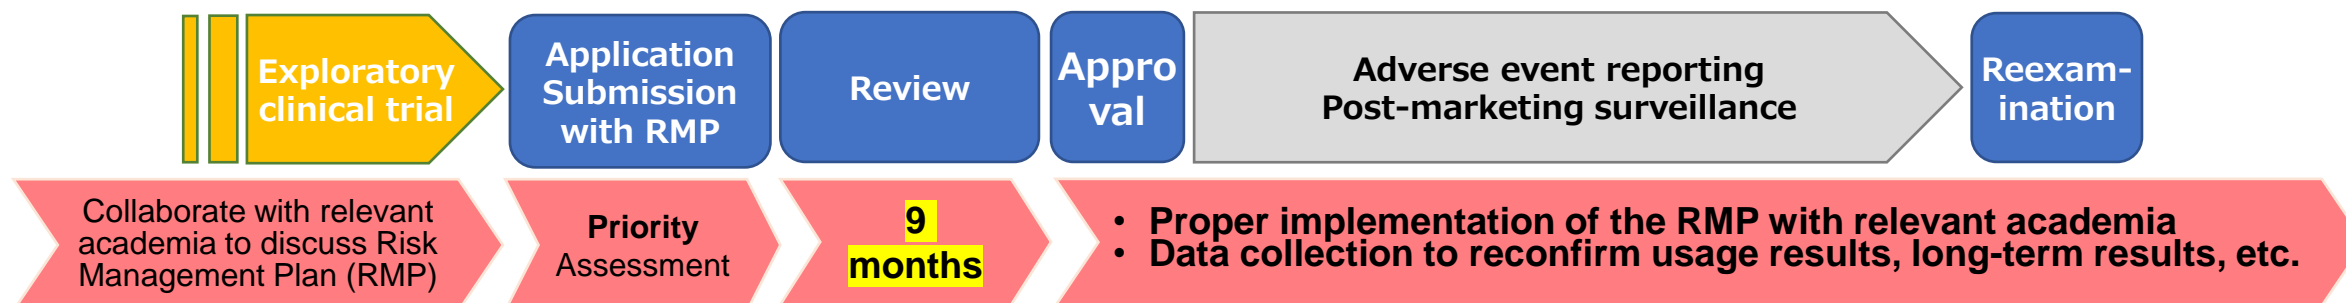 Exploratory
clinical trial
Application
Submission
with RMP
Review
Appro
val
Adverse event reporting
Post-marketing surveillance
Reexam-
ination
Collaborate with relevant
academia to discuss Risk
Management Plan (RMP)
Priority
Assessment
9
months
• Proper implementation of the RMP with relevant academia
• Data collection to reconfirm usage results, long-term results, etc.